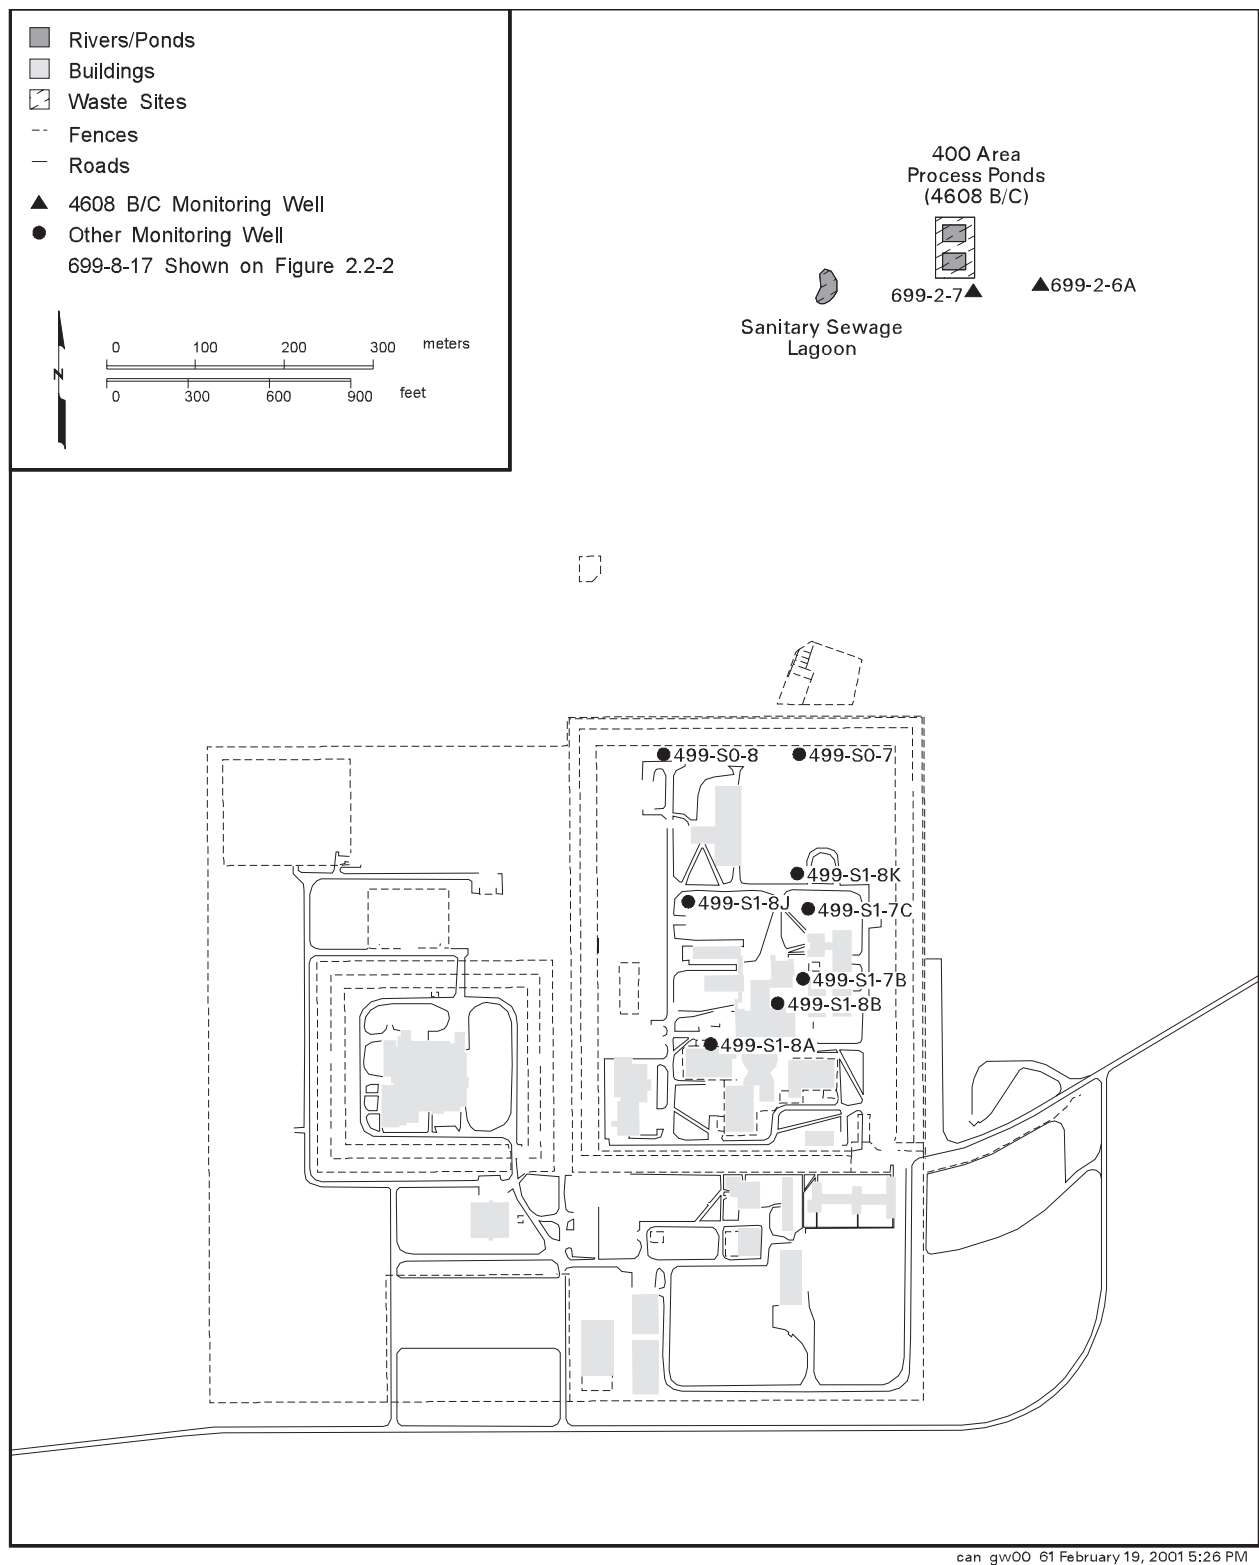 Rivers/Ponds
Buildings
Waste Sites
Fences
Roads
4608 B/C Monitoring Well
Other Monitoring Well
699-8-17 Shown on Figure 2.2-2
N
0 100 200 300 meters
0 300 600 900 feet
400 Area
Process Ponds
(4608 B/C)
699-2-7
699-2-6A
Sanitary Sewage
Lagoon
499-S0-8
499-S0-7
499-S1-8K
499-S1-8J
499-S1-7C
499-S1-7B
499-S1-8B
499-S1-8A
can_gw00_61 February 19, 2001 5:26 PM